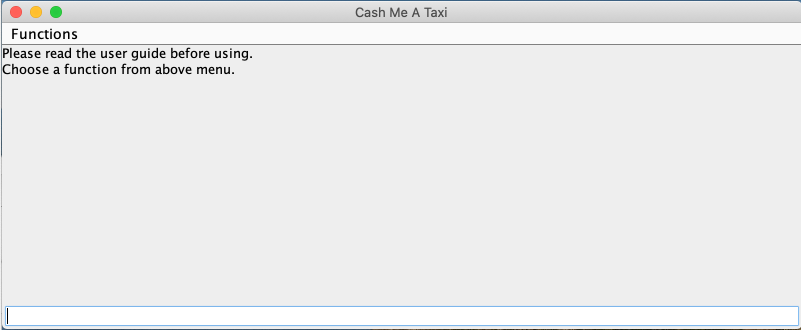 Cash Me A Taxi
Functions
Please read the user guide before using.
Choose a function from above menu.